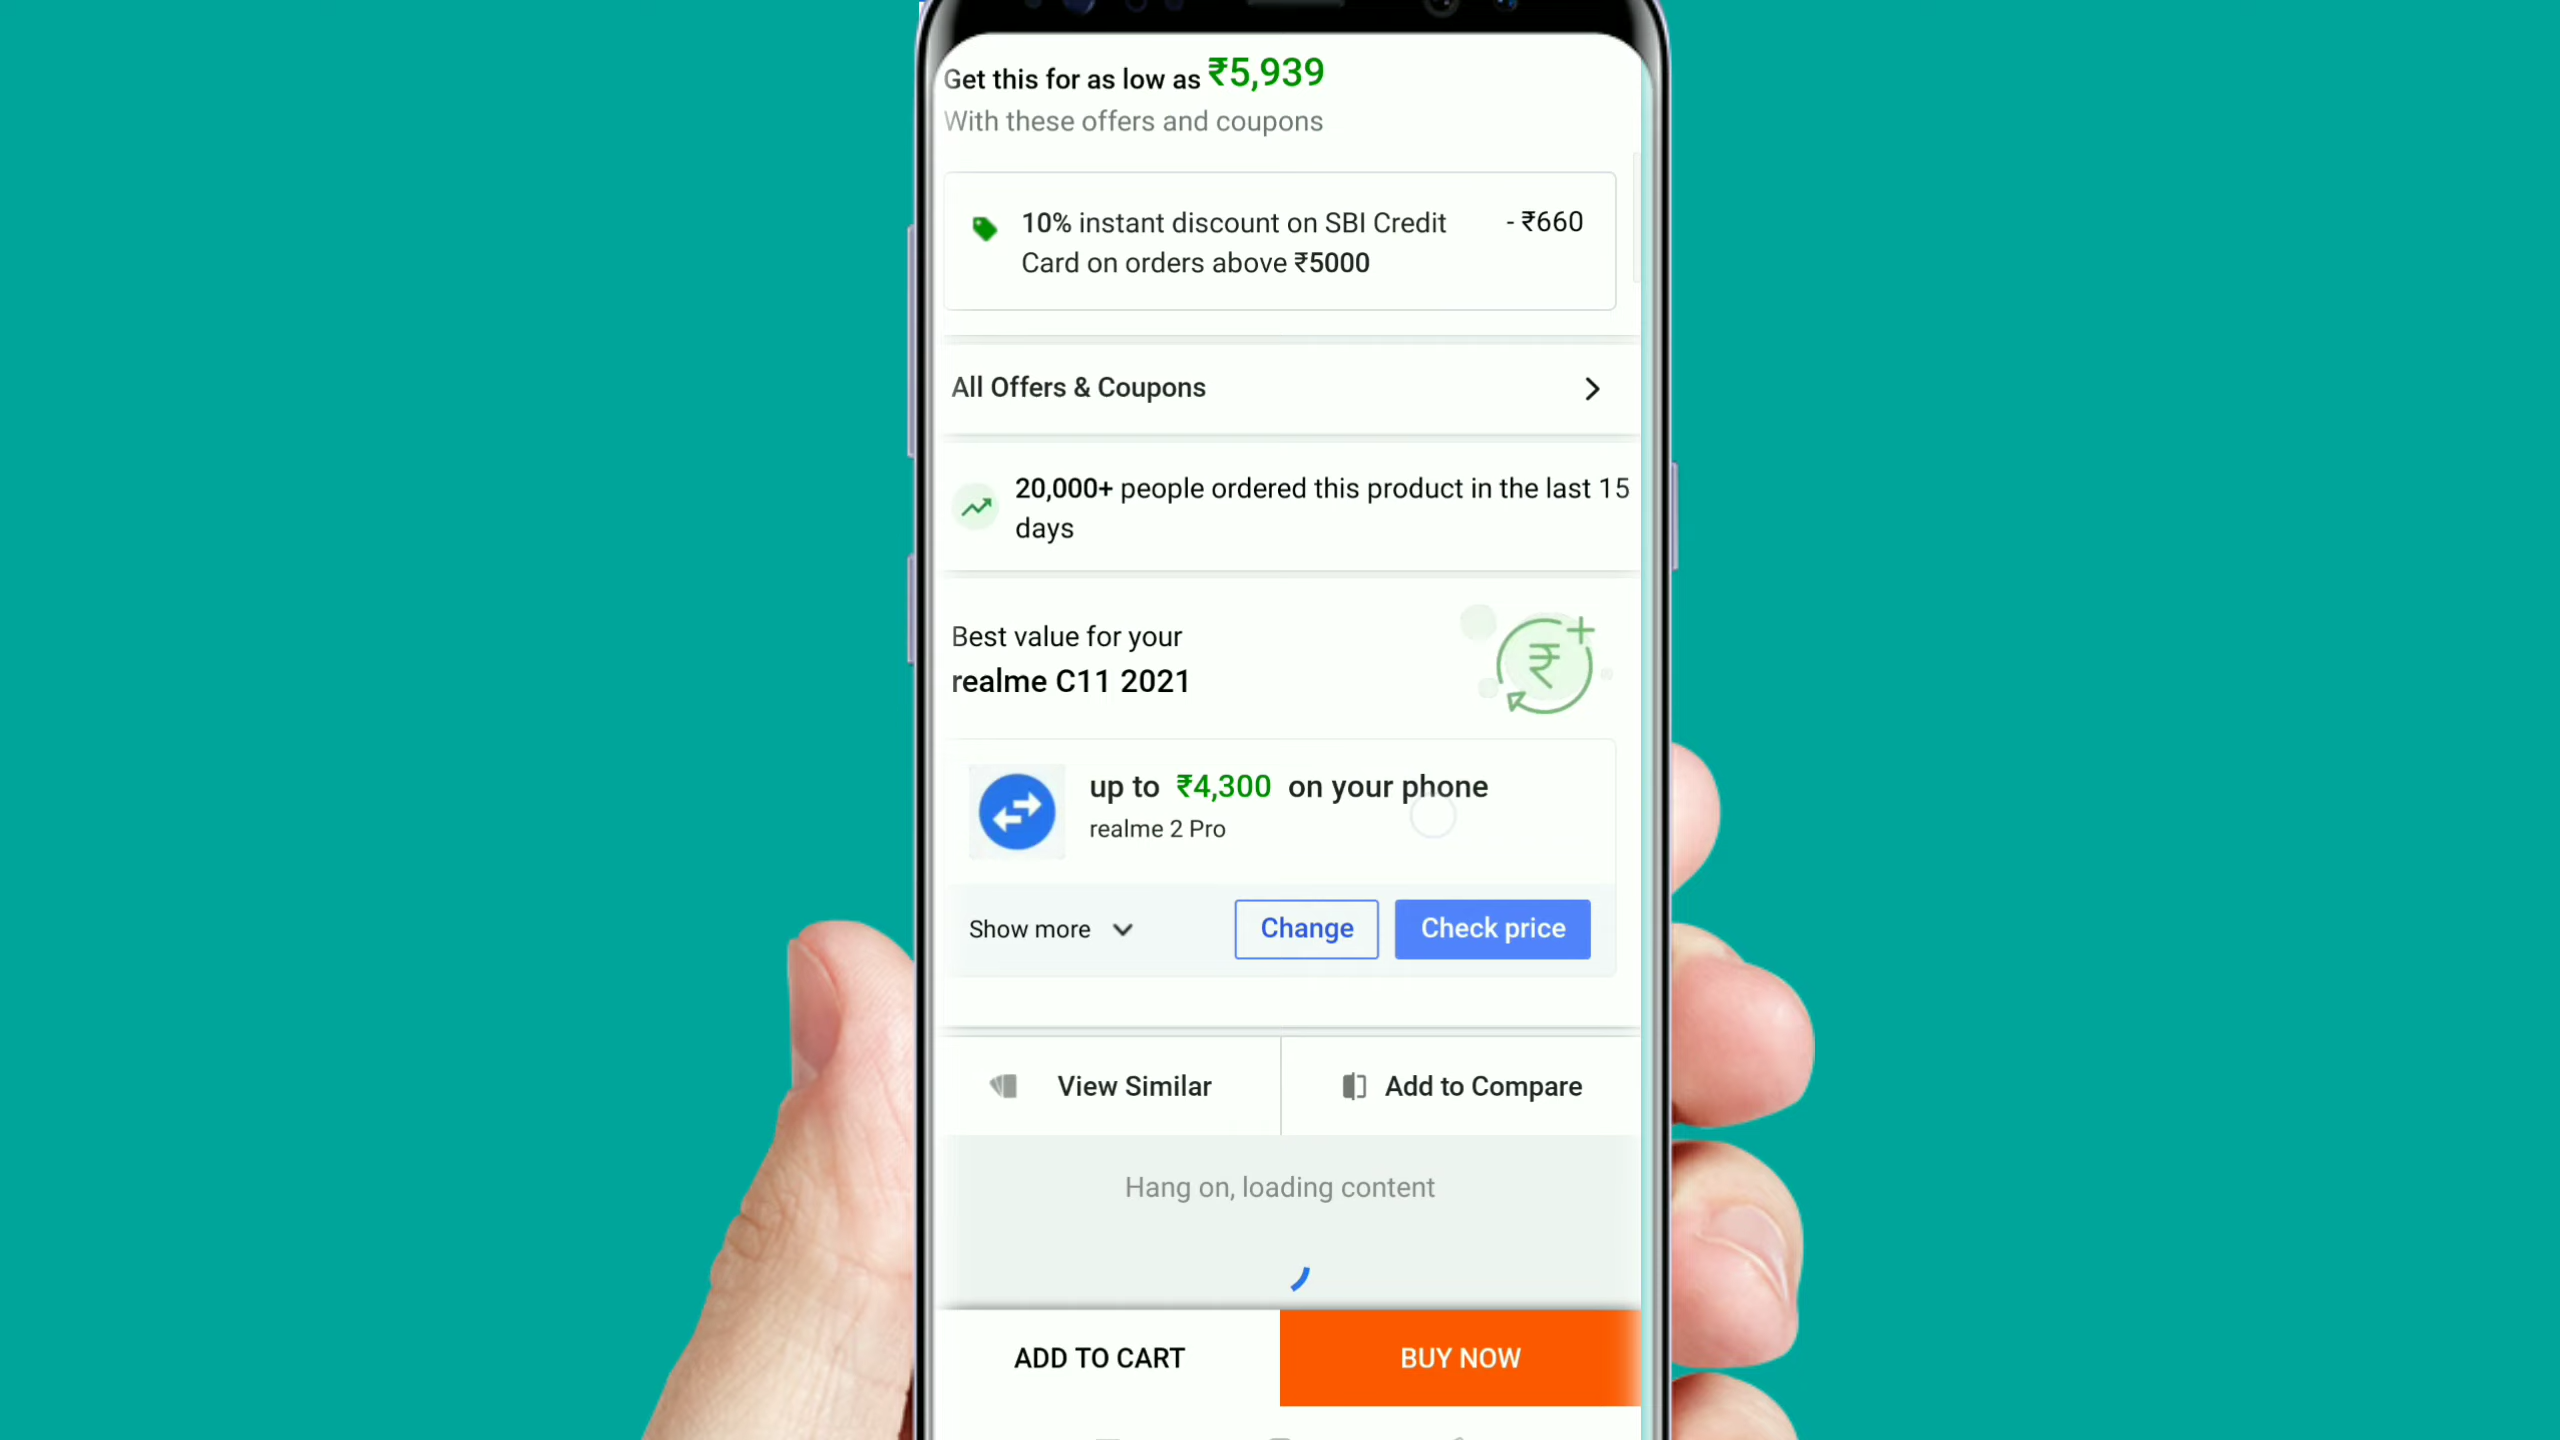 Get this for as low as ₹5,939
With these offers and coupons
10% instant discount on SBI Credit - ₹660
Card on orders above ₹5000
All Offers & Coupons
20,000+ people ordered this product in the last 15
days
Best value for your
realme C11 2021
up to ₹4,300 on your phone
realme 2 Pro
Show more
Change
Check price
View Similar
Add to Compare
Hang on, loading content
ADD TO CART
BUY NOW